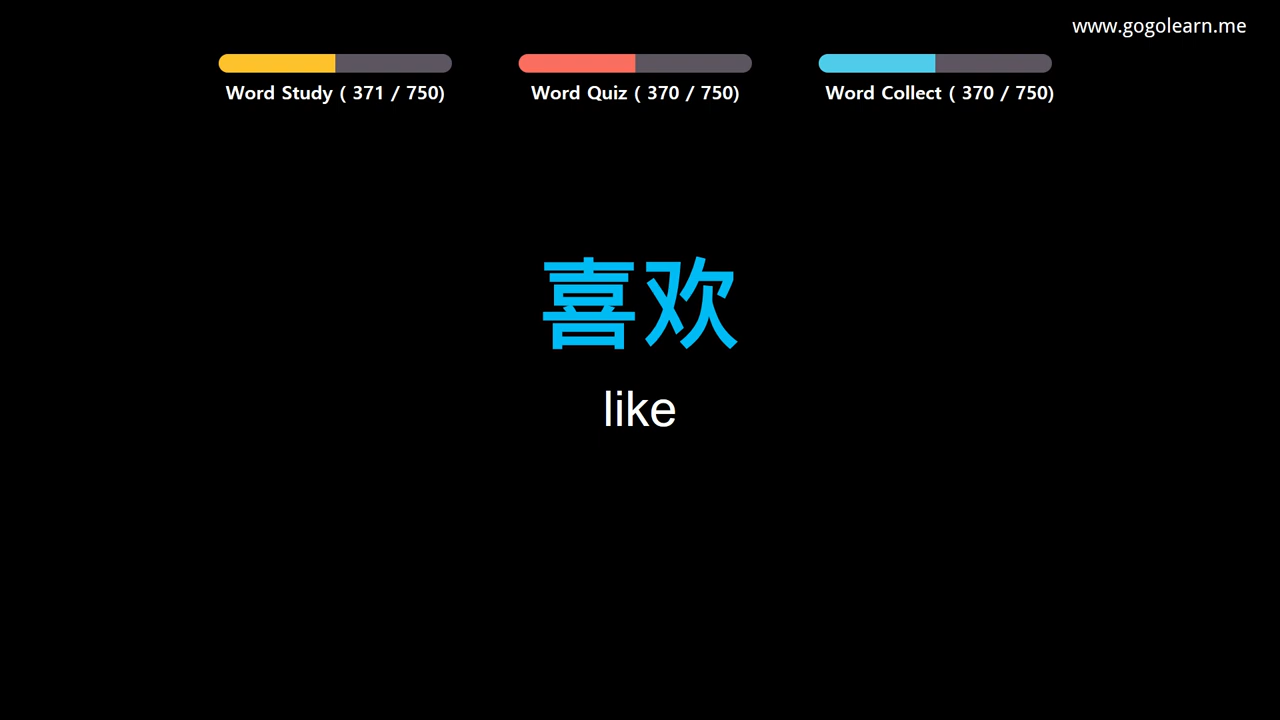 www.gogolearn.me
Word Study ( 371 / 750)
Word Quiz ( 370 / 750)
Word Collect ( 370 / 750)
喜欢
like